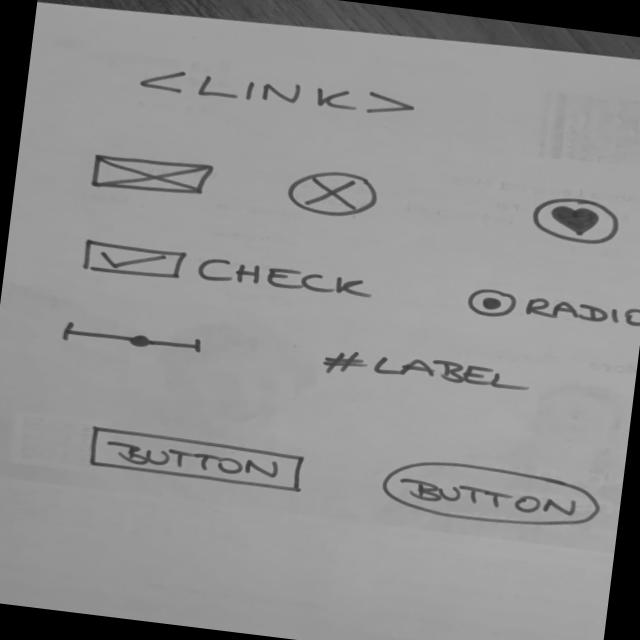 <LINK>
CHECK
RADIO
#LABEL
BUTTON
BUTTON